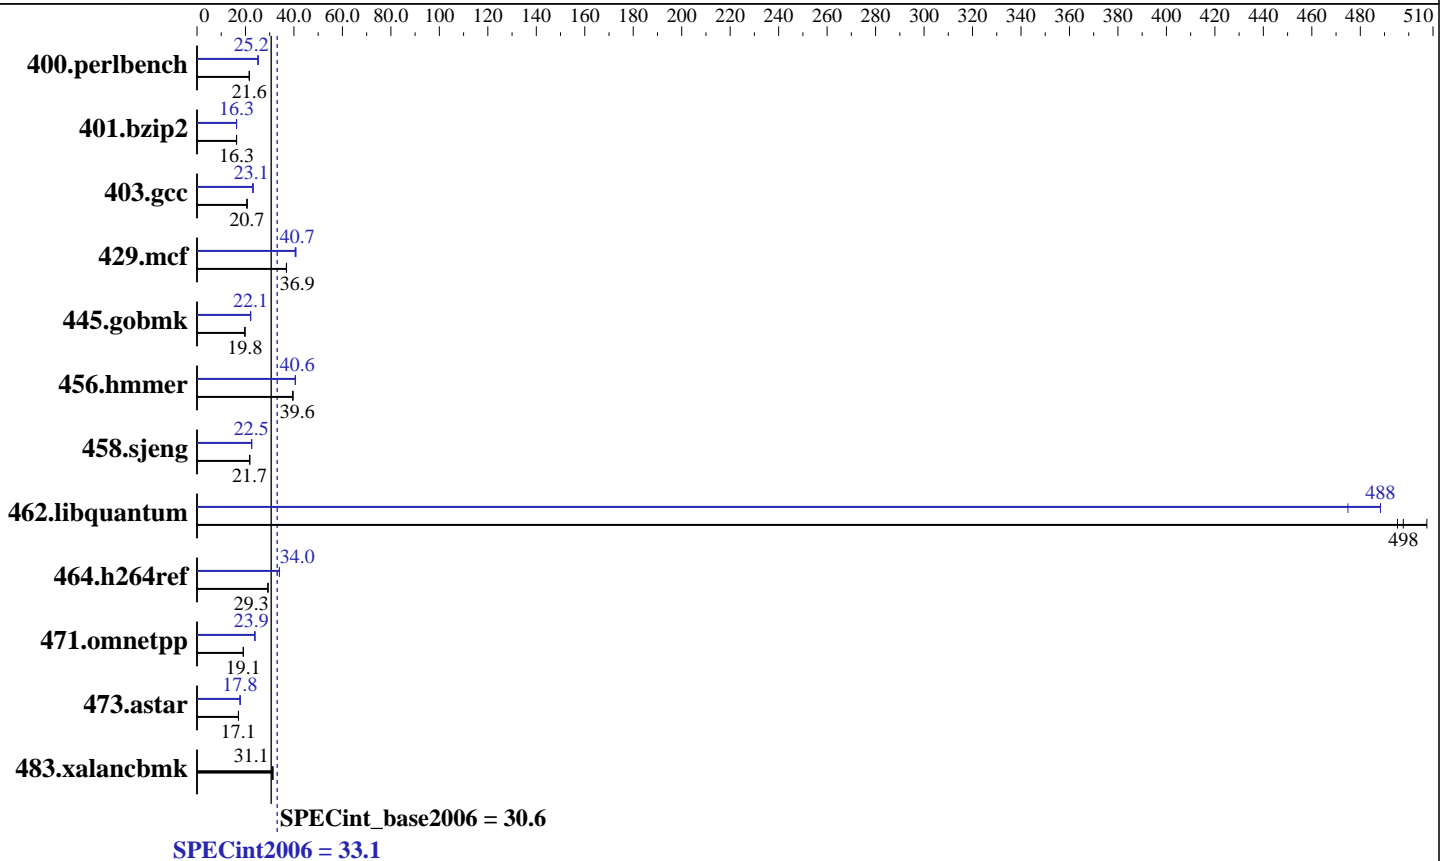 0 20.0 40.0 60.0 80.0 100 120 140 160 180 200 220 240 260 280 300 320 340 360 380 400 420 440 460 480 510
25.2
400.perlbench
21.6
16.3
401.bzip2
16.3
23.1
403.gcc
20.7
40.7
429.mcf
36.9
22.1
445.gobmk
19.8
40.6
456.hmmer
39.6
22.5
458.sjeng
21.7
488
462.libquantum
498
34.0
464.h264ref
29.3
23.9
471.omnetpp
19.1
17.8
473.astar
17.1
31.1
483.xalancbmk
SPECint_base2006 = 30.6
SPECint2006 = 33.1